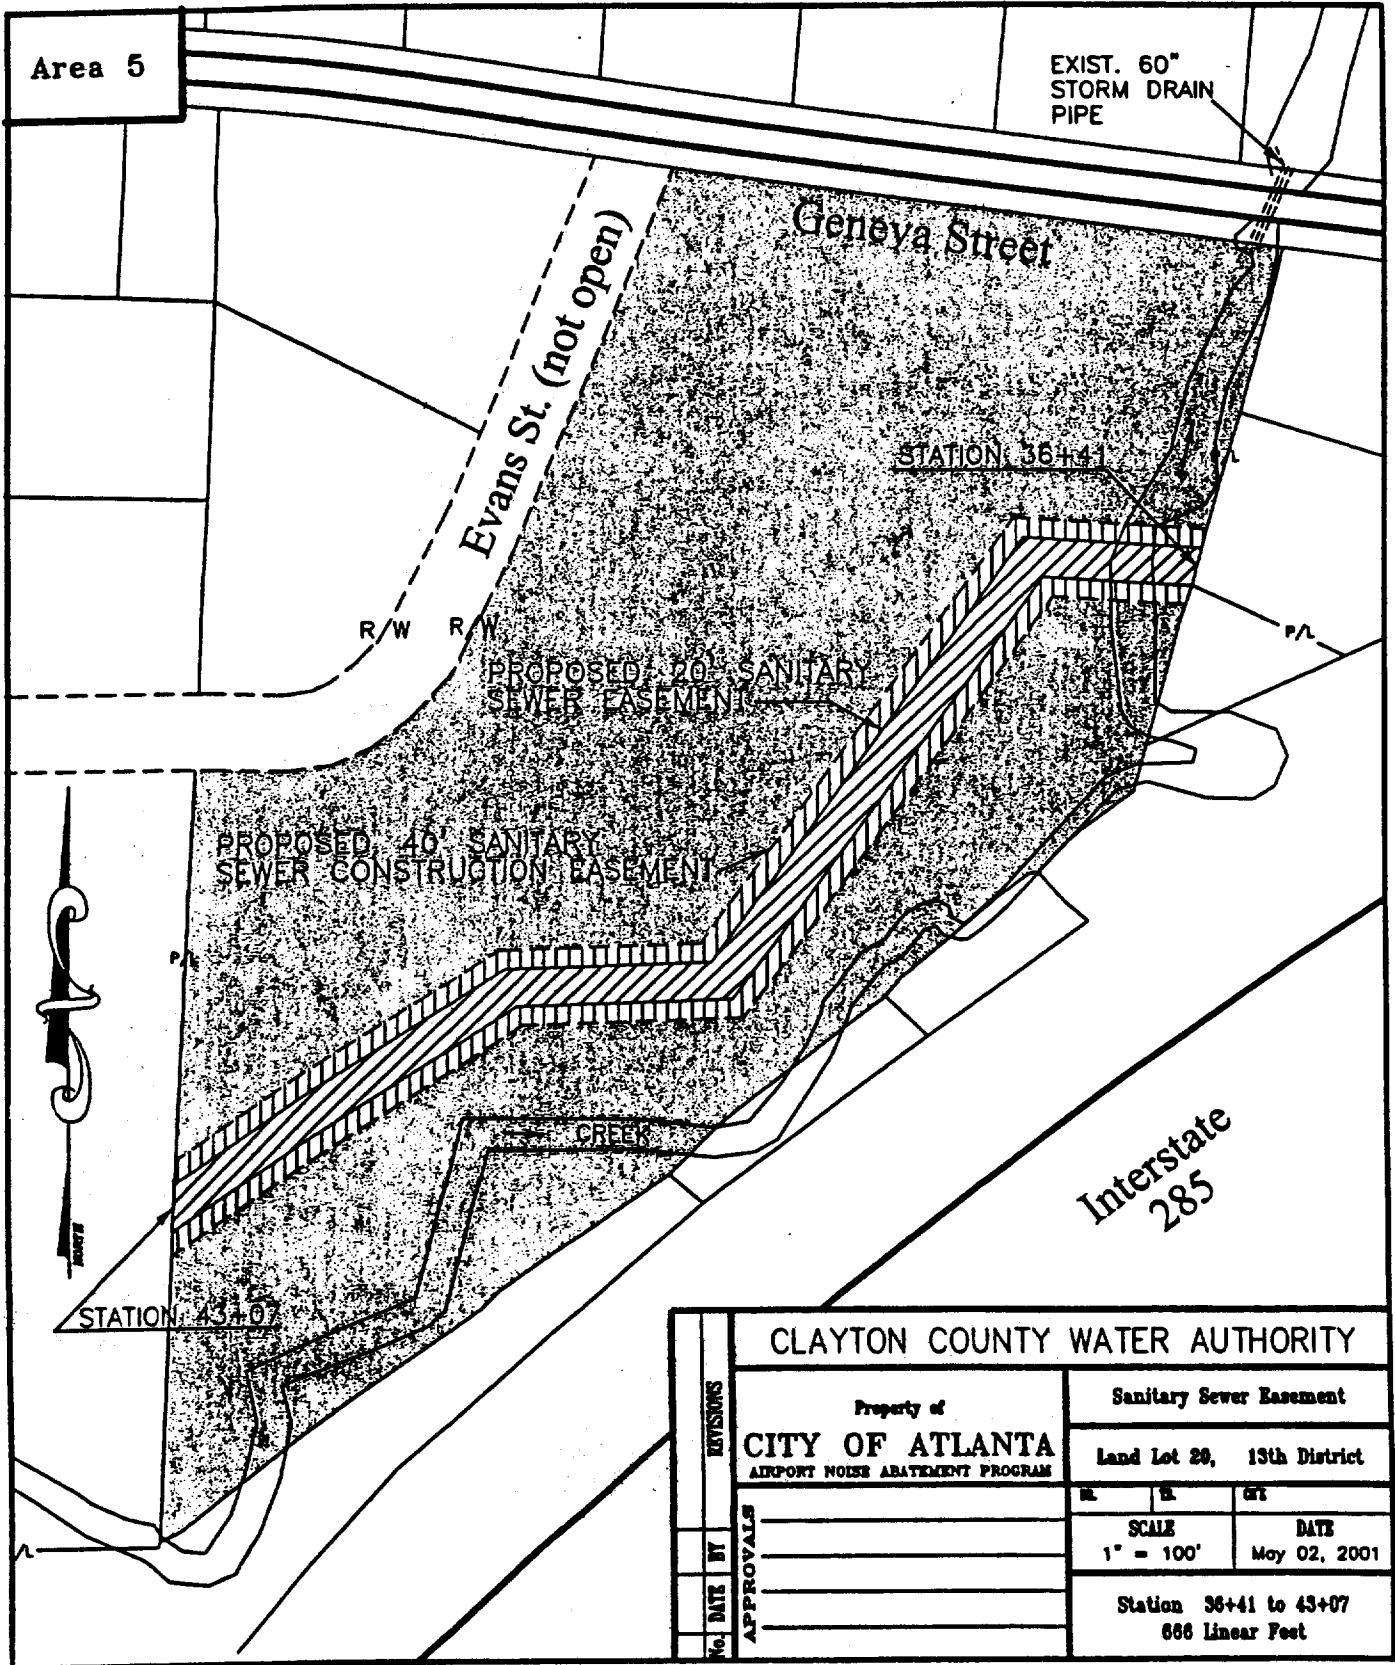 Area 5
EXIST. 60"
STORM DRAIN
PIPE
Geneva Street
Evans St. (not open)
STATION 36+41
R/W
R/W
P/L
PROPOSED 20' SANITARY
SEWER EASEMENT
PROPOSED 40' SANITARY
SEWER CONSTRUCTION EASEMENT
P/L
CREEK
Interstate
285
NORTH
STATION 43+07
CLAYTON COUNTY WATER AUTHORITY
REVISIONS
No. DATE BY
Property of
CITY OF ATLANTA
AIRPORT NOISE ABATEMENT PROGRAM
APPROVALS
Sanitary Sewer Easement
Land Lot 20, 13th District
SCALE
1" = 100'
DATE
May 02, 2001
Station 36+41 to 43+07
666 Linear Feet